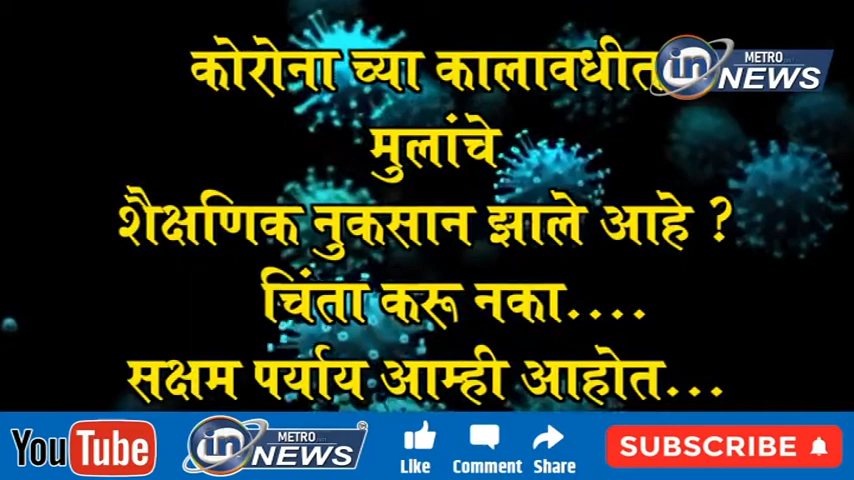 कोरोना च्या कालावधीत
in METRO NEWS
मुलांचे
शैक्षणिक नुकसान झाले आहे ?
चिंता करू नका....
सक्षम पर्याय आम्ही आहोत...
YouTube
in METRO NEWS
Like
Comment
Share
SUBSCRIBE